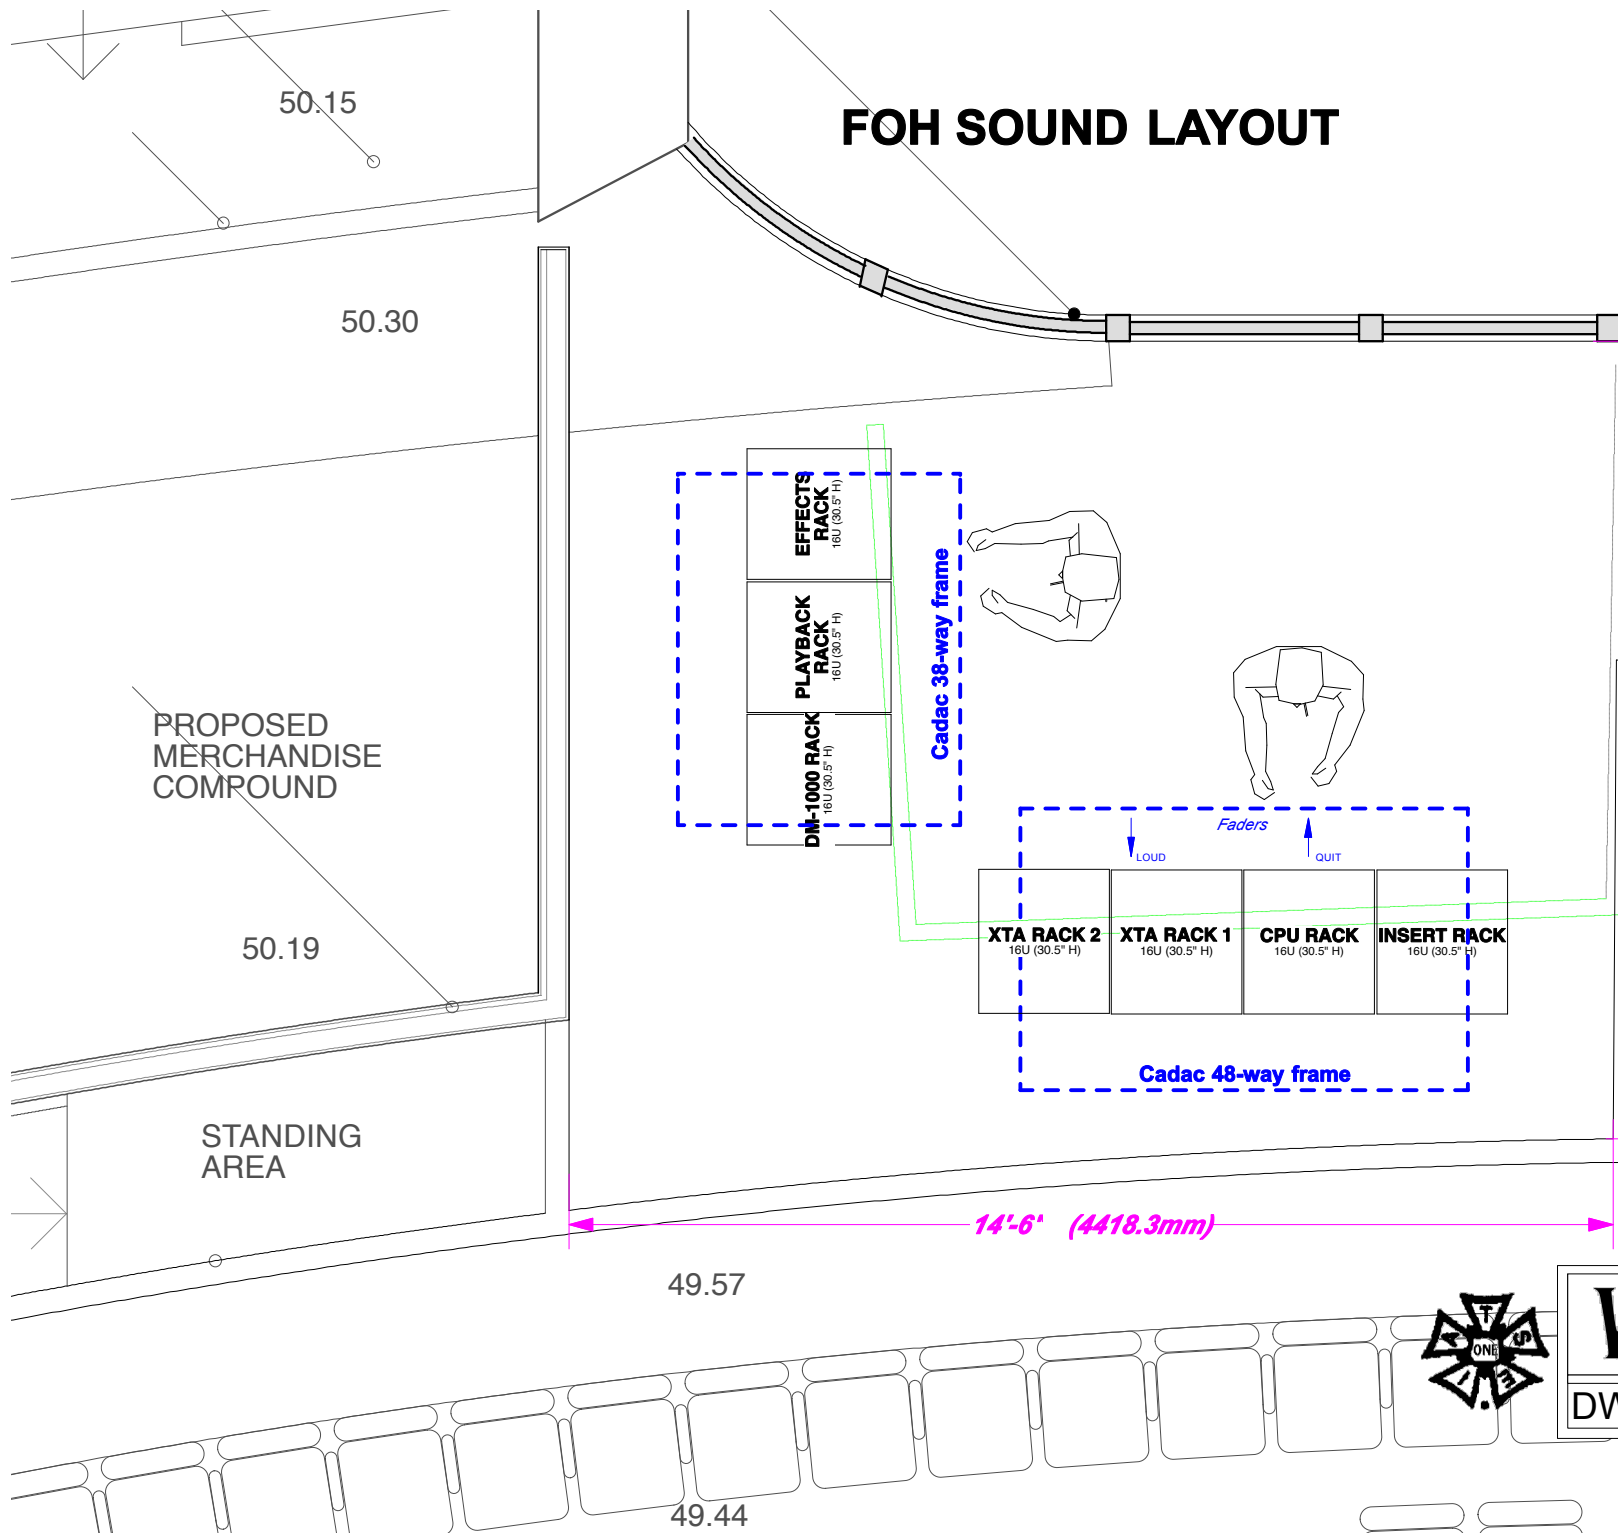 50.15
FOH SOUND LAYOUT
50.30
EFFECTS
RACK
16U (30.5" H)
PLAYBACK
RACK
16U (30.5" H)
DM-1000 RACK
16U (30.5" H)
Cadac 38-way frame
PROPOSED
MERCHANDISE
COMPOUND
Faders
LOUD
QUIT
XTA RACK 2
16U (30.5" H)
XTA RACK 1
16U (30.5" H)
CPU RACK
16U (30.5" H)
INSERT RACK
16U (30.5" H)
50.19
Cadac 48-way frame
STANDING
AREA
14'-6" (4418.3mm)
49.57
I A T S E
ONE
49.44